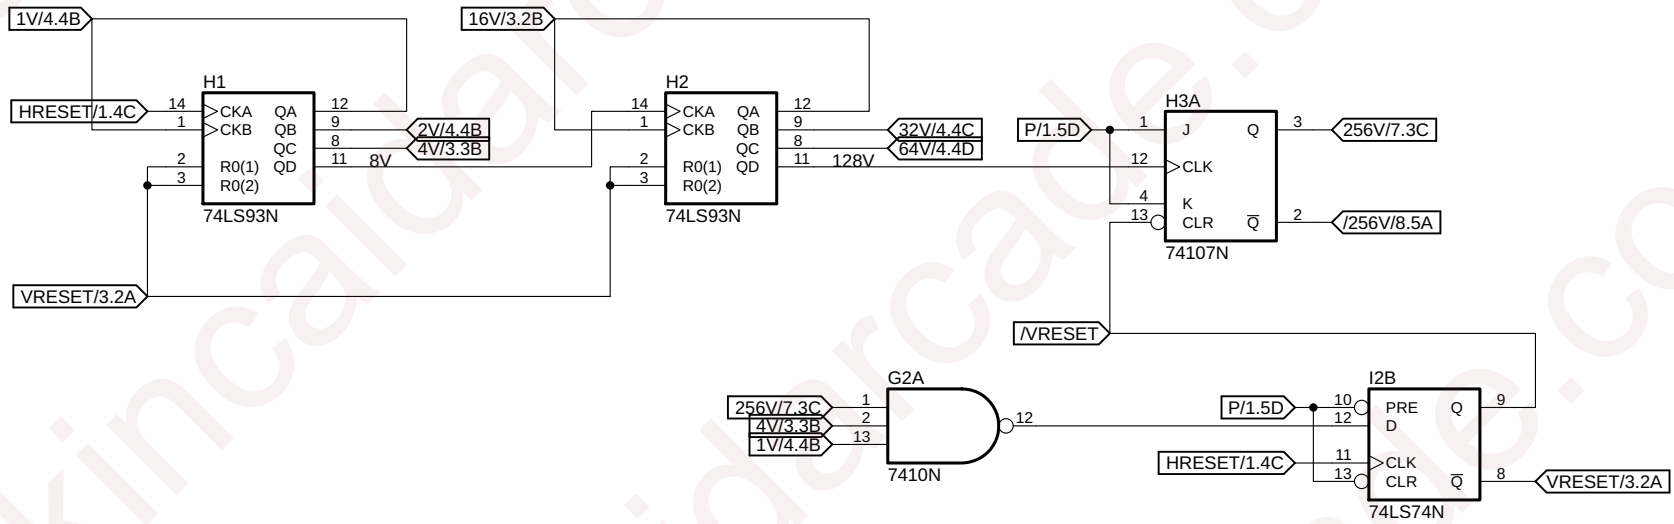 1V/4.4B
16V/3.2B
H1
H2
H3A
HRESET/1.4C
14 CKA QA 12
1 CKB QB 9 2V/4.4B
QC 8 4V/3.3B
2 R0(1) QD 11 8V
3 R0(2)
74LS93N
14 CKA QA 12
1 CKB QB 9 32V/4.4C
QC 8 64V/4.4D
2 R0(1) QD 11 128V
3 R0(2)
74LS93N
P/1.5D 1 J Q 3 256V/7.3C
12 CLK
4 K
13 CLR Q 2 /256V/8.5A
74107N
VRESET/3.2A
/VRESET
G2A
256V/7.3C 1
4V/3.3B 2 12
1V/4.4B 13
7410N
I2B
P/1.5D 10 PRE Q 9
12 D
HRESET/1.4C 11 CLK
13 CLR Q 8 VRESET/3.2A
74LS74N
kincaidarcade.co